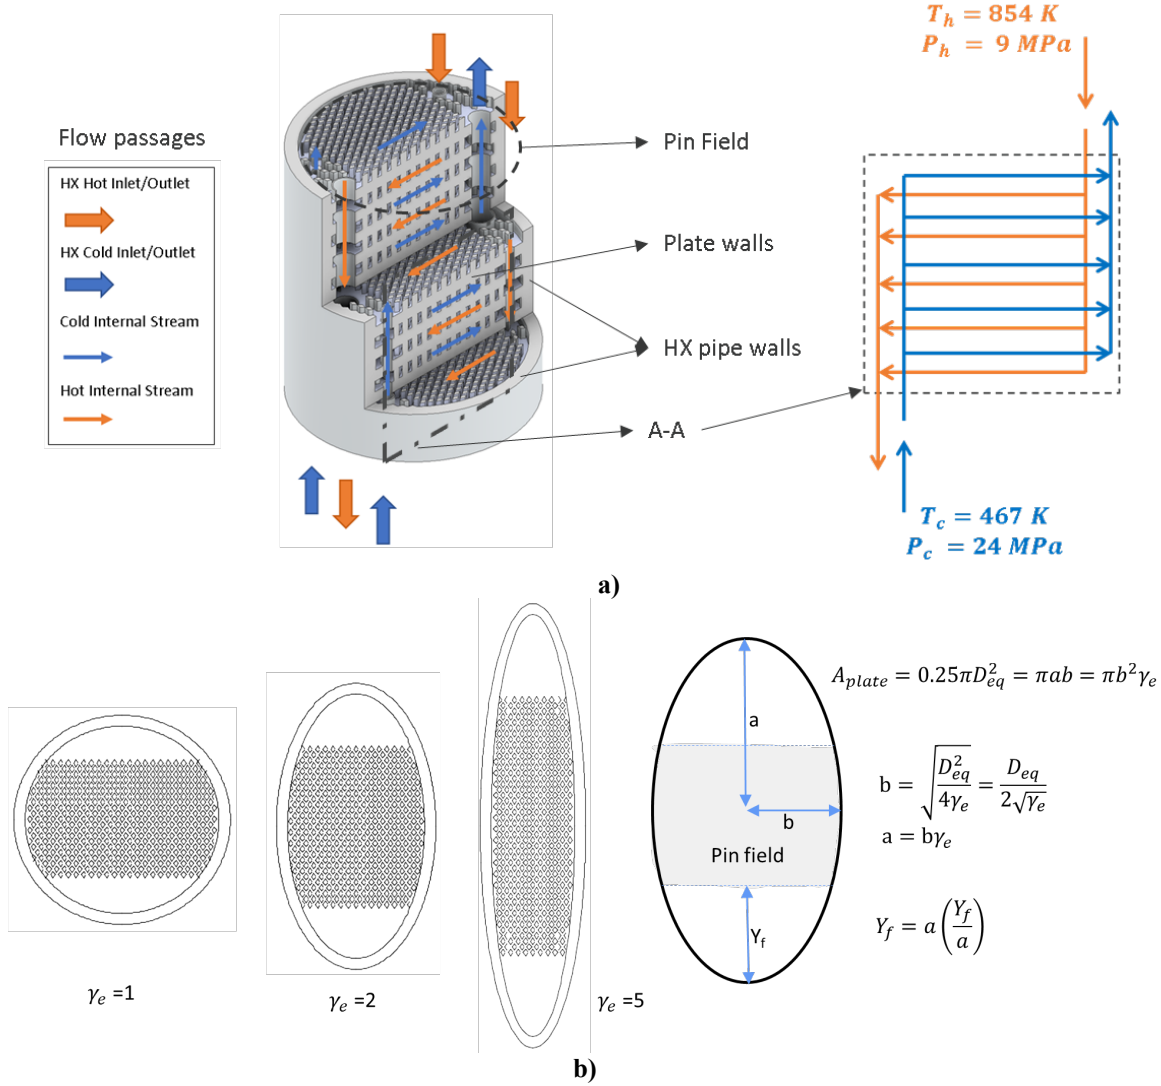 Flow passages
HX Hot Inlet/Outlet
HX Cold Inlet/Outlet
Cold Internal Stream
Hot Internal Stream
Pin Field
Plate walls
HX pipe walls
A-A
T_h = 854 K
P_h = 9 MPa
T_c = 467 K
P_c = 24 MPa
a)
γ_e =1
γ_e =2
γ_e =5
a
b
Pin field
Y_f
A_plate = 0.25πD_eq^2 = πab = πb^2γ_e
b = √(D_eq^2/4γ_e) = D_eq/2√γ_e
a = bγ_e
Y_f = a(Y_f/a)
b)